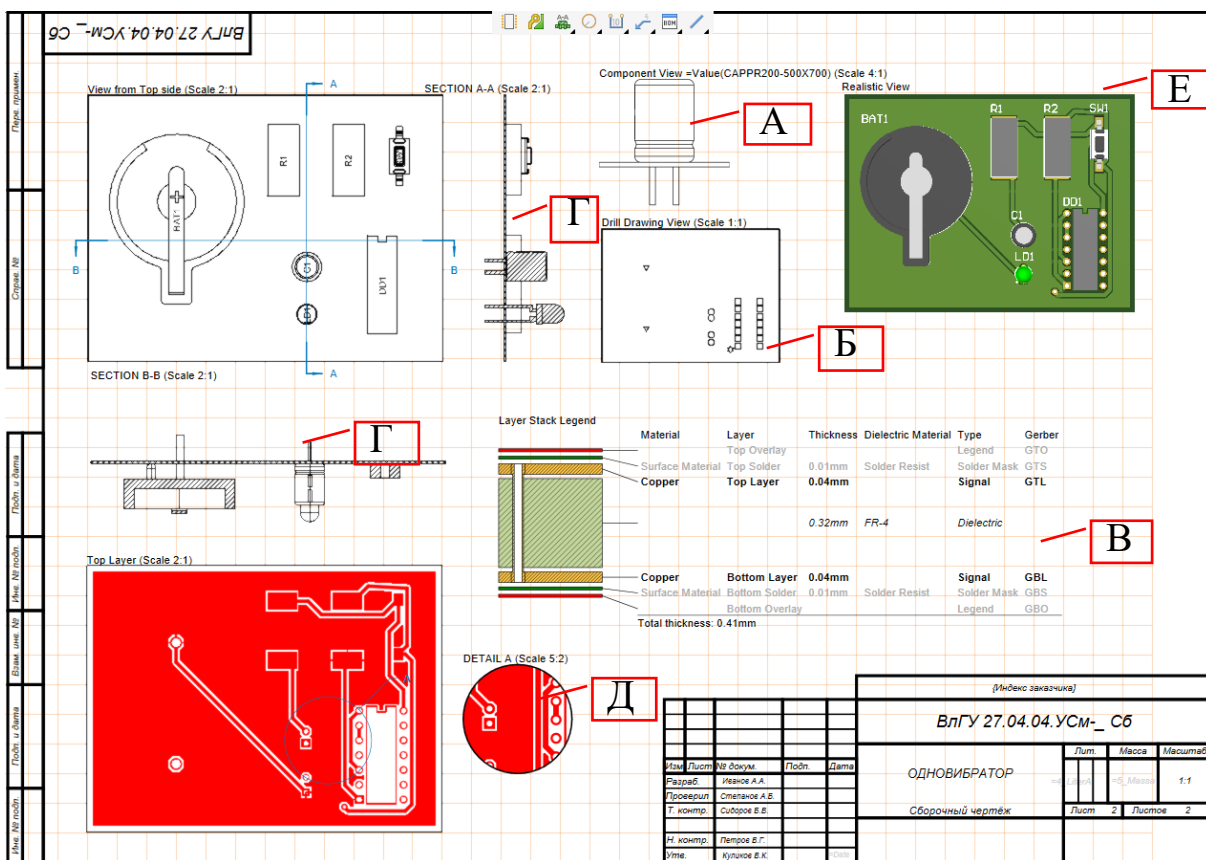 ВлГУ 27.04.04.УСм-_ Сб
Перв. примен.
Справ. №
Подп. и дата
Инв. № подп.
Взам. инв. №
Подп. и дата
Инв. № подп.
View from Top side (Scale 2:1)
A
A
B
B
BAT1
R1
R2
C1
LD1
DD1
SECTION A-A (Scale 2:1)
Г
Component View =Value(CAPPR200-500X700) (Scale 4:1)
А
Drill Drawing View (Scale 1:1)
Б
Realistic View
Е
BAT1
R1
R2
SW1
C1
DD1
LD1
SECTION B-B (Scale 2:1)
Г
Layer Stack Legend
Material Layer Thickness Dielectric Material Type Gerber
Top Overlay Legend GTO
Surface Material Top Solder 0.01mm Solder Resist Solder Mask GTS
Copper Top Layer 0.04mm Signal GTL
0.32mm FR-4 Dielectric
Copper Bottom Layer 0.04mm Signal GBL
Surface Material Bottom Solder 0.01mm Solder Resist Solder Mask GBS
Bottom Overlay Legend GBO
Total thickness: 0.41mm
В
Top Layer (Scale 2:1)
A
DETAIL A (Scale 5:2)
Д
[Индекс заказчика]
ВлГУ 27.04.04.УСм-_ Сб
Изм Лист № докум. Подп. Дата
Разраб. Иванов А.А.
Проверил Степанов А.Б.
Т. контр. Сидоров Б.В.
Н. контр. Петров В.Г.
Утв. Куликов В.К. =Date
ОДНОВИБРАТОР
Сборочный чертёж
Лит. Масса Масштаб
=5_Massa 1:1
Лист 2 Листов 2